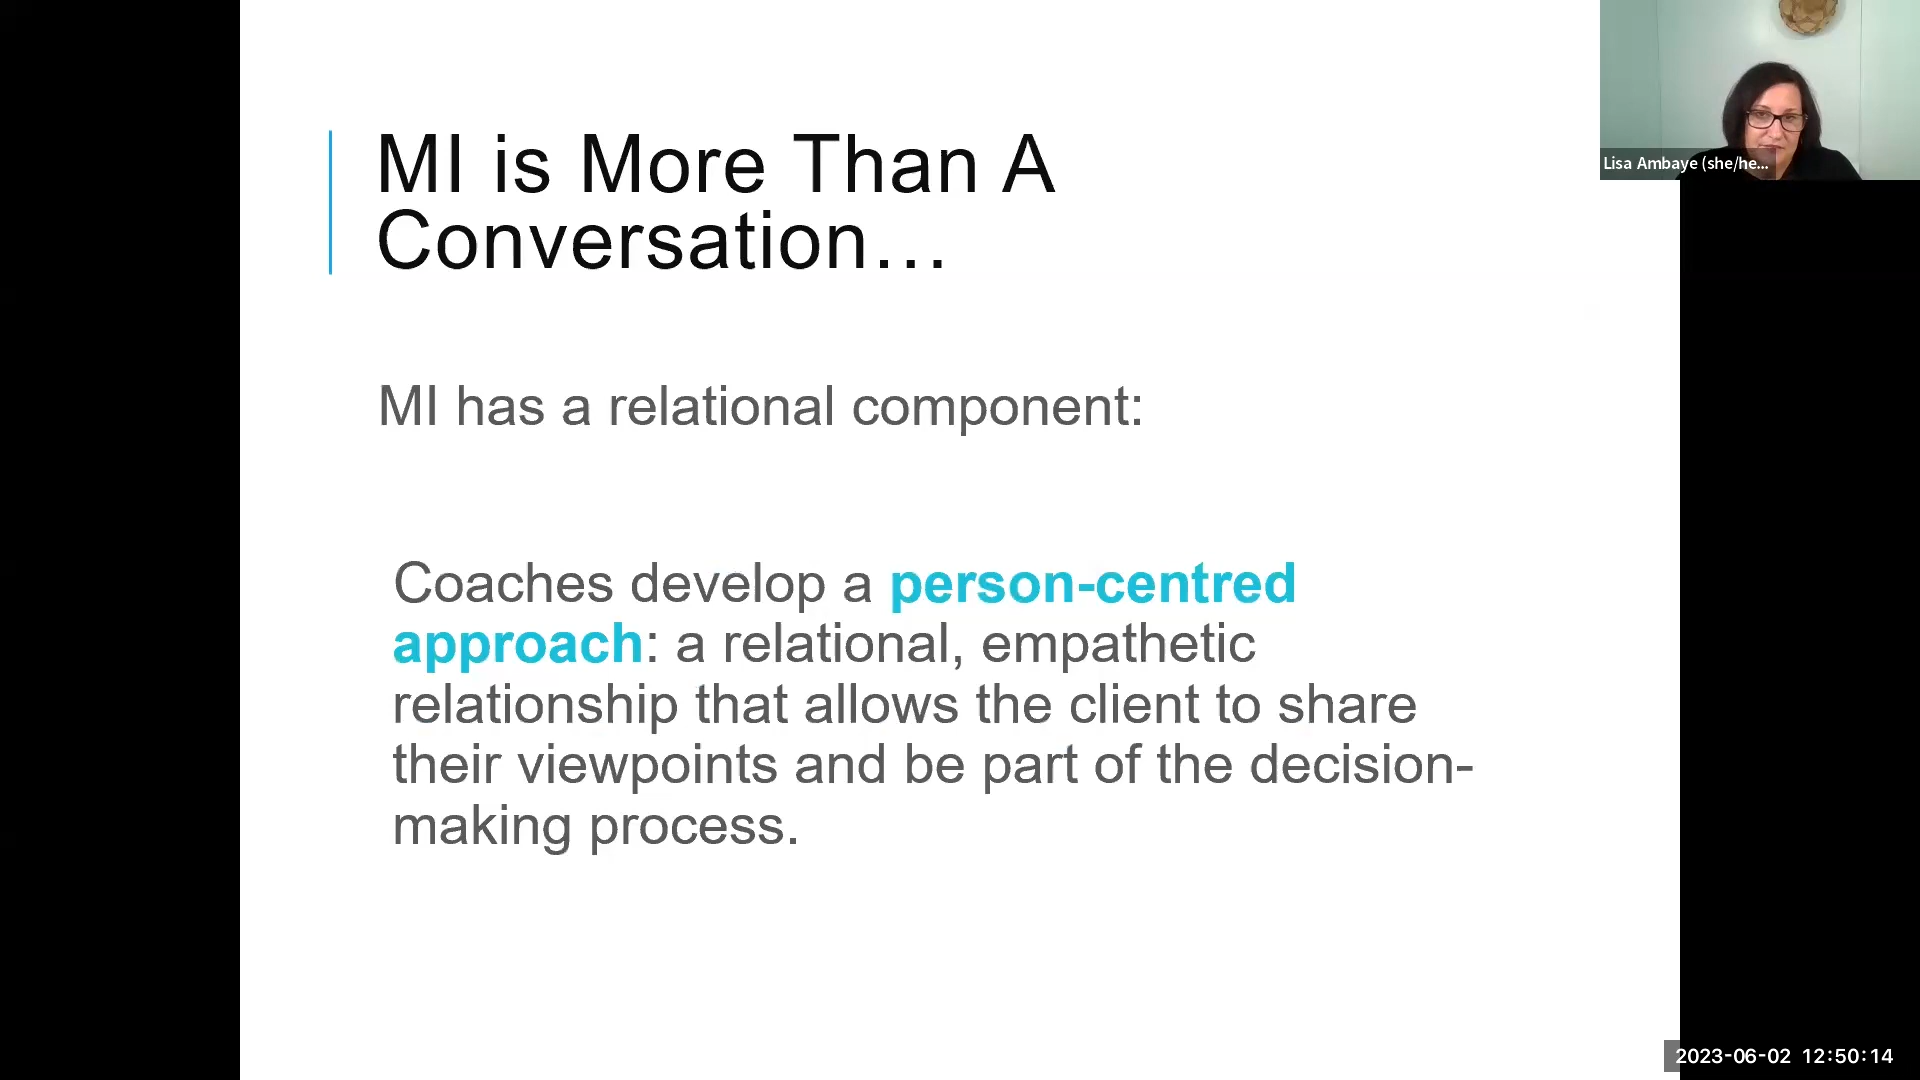 MI is More Than A
Conversation…
MI has a relational component:
Coaches develop a person-centred
approach: a relational, empathetic
relationship that allows the client to share
their viewpoints and be part of the decision-
making process.
Lisa Ambaye (she/he...
2023-06-02 12:50:14